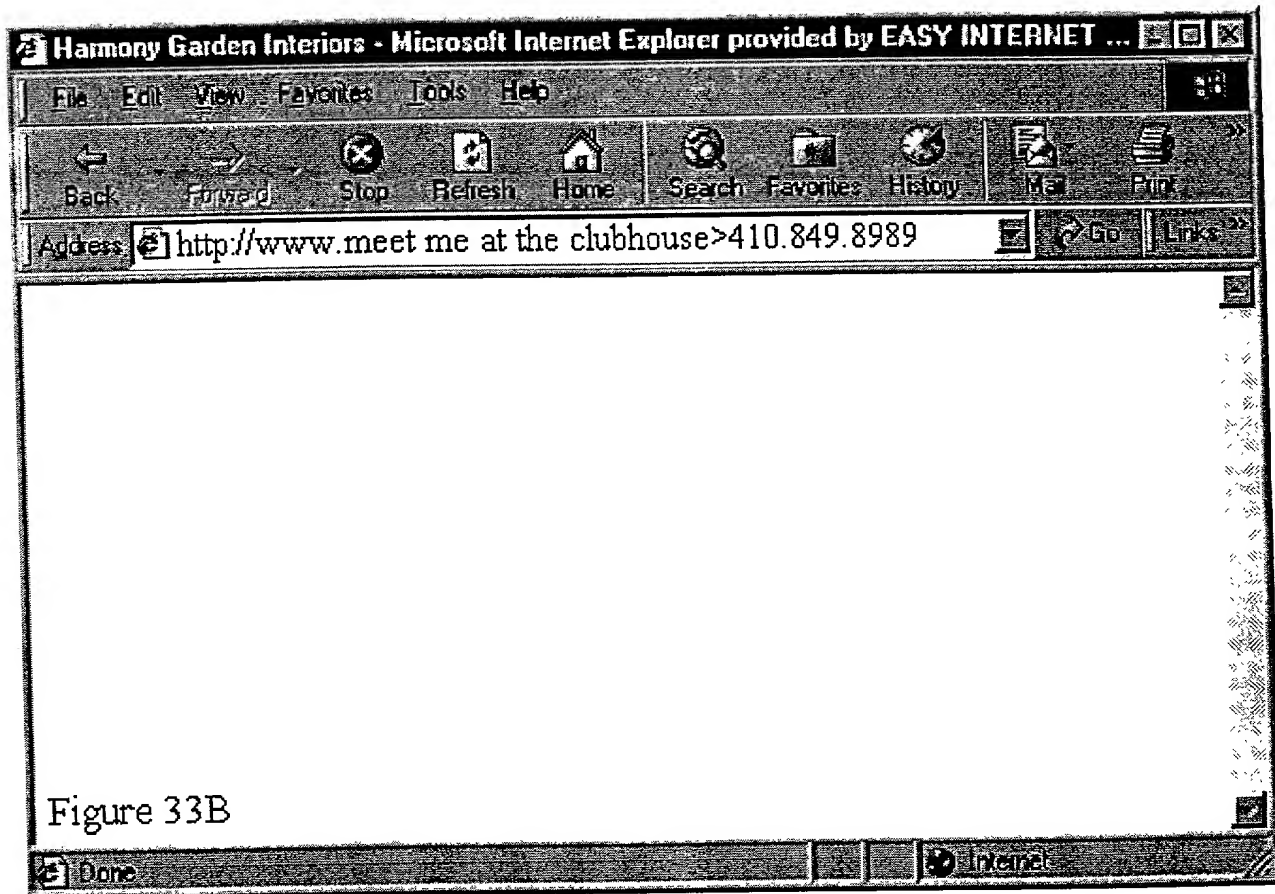 Harmony Garden Interiors - Microsoft Internet Explorer provided by EASY INTERNET ...
File Edit View Favorites Tools Help
Back Forward Stop Refresh Home Search Favorites History Mail Print »
Address http://www.meet me at the clubhouse>410.849.8989 Go Links »
Figure 33B
Done Internet